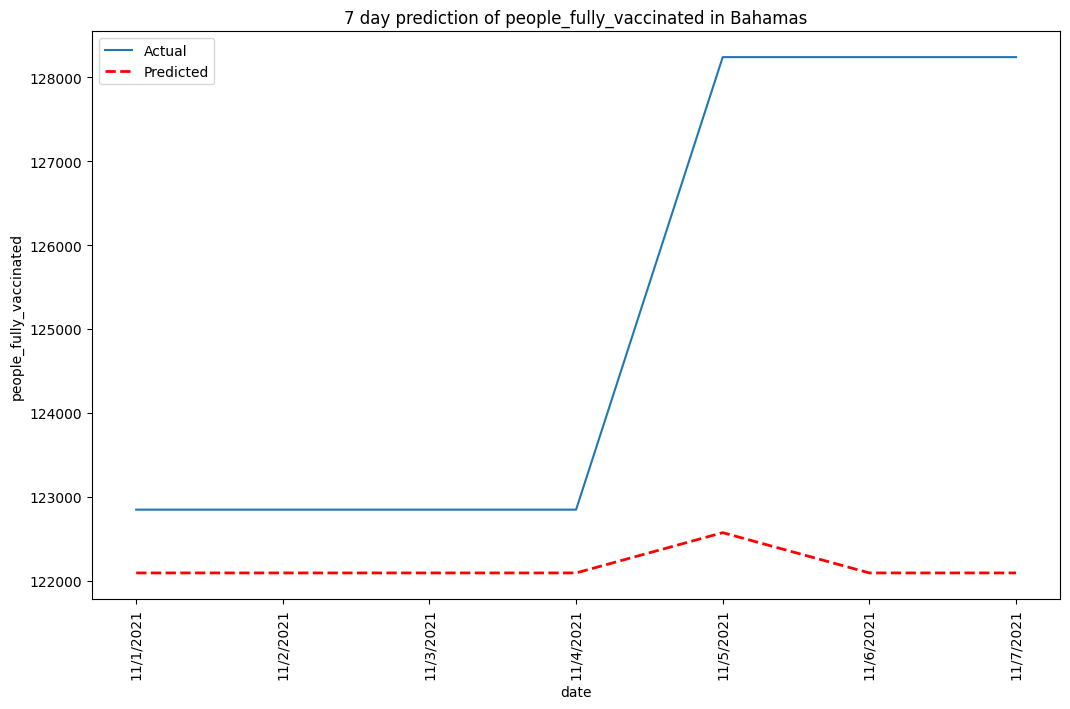 7 day prediction of people_fully_vaccinated in Bahamas
Actual
Predicted
128000
127000
126000
125000
124000
123000
122000
people_fully_vaccinated
11/1/2021
11/2/2021
11/3/2021
11/4/2021
11/5/2021
11/6/2021
11/7/2021
date